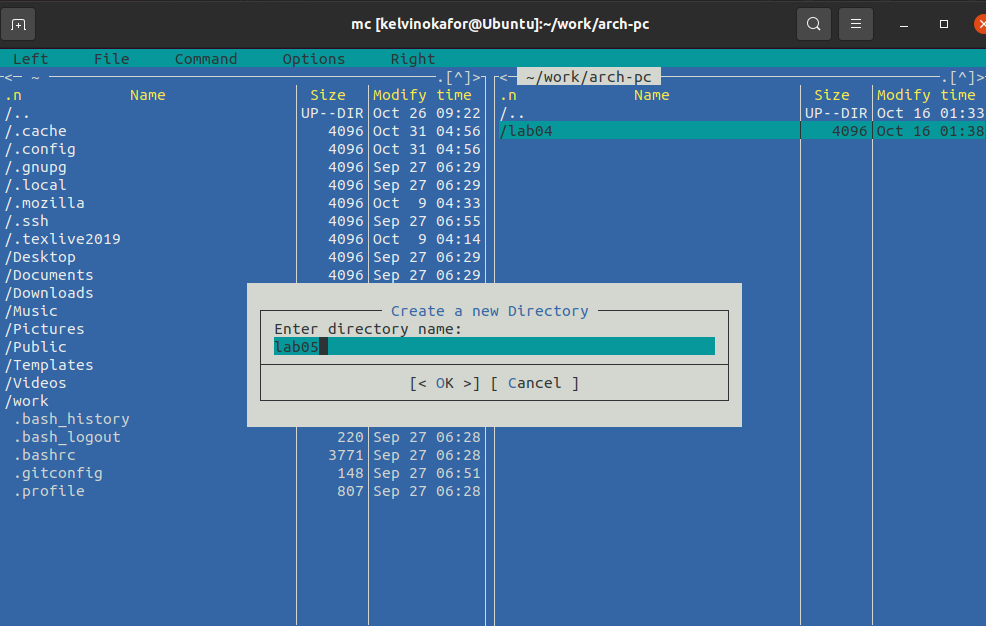 mc [kelvinokafor@Ubuntu]:~/work/arch-pc
Left File Command Options Right
<─ ~ .[^]>
.n Name Size Modify time
/.. UP--DIR Oct 26 09:22
/.cache 4096 Oct 31 04:56
/.config 4096 Oct 31 04:56
/.gnupg 4096 Sep 27 06:29
/.local 4096 Sep 27 06:29
/.mozilla 4096 Oct  9 04:33
/.ssh 4096 Sep 27 06:55
/.texlive2019 4096 Oct  9 04:14
/Desktop 4096 Sep 27 06:29
/Documents 4096 Sep 27 06:29
/Downloads
/Music
/Pictures
/Public
/Templates
/Videos
/work
.bash_history
.bash_logout 220 Sep 27 06:28
.bashrc 3771 Sep 27 06:28
.gitconfig 148 Sep 27 06:51
.profile 807 Sep 27 06:28
<─ ~/work/arch-pc .[^]>
.n Name Size Modify time
/.. UP--DIR Oct 16 01:33
/lab04 4096 Oct 16 01:38
Create a new Directory
Enter directory name:
lab05
[< OK >] [ Cancel ]